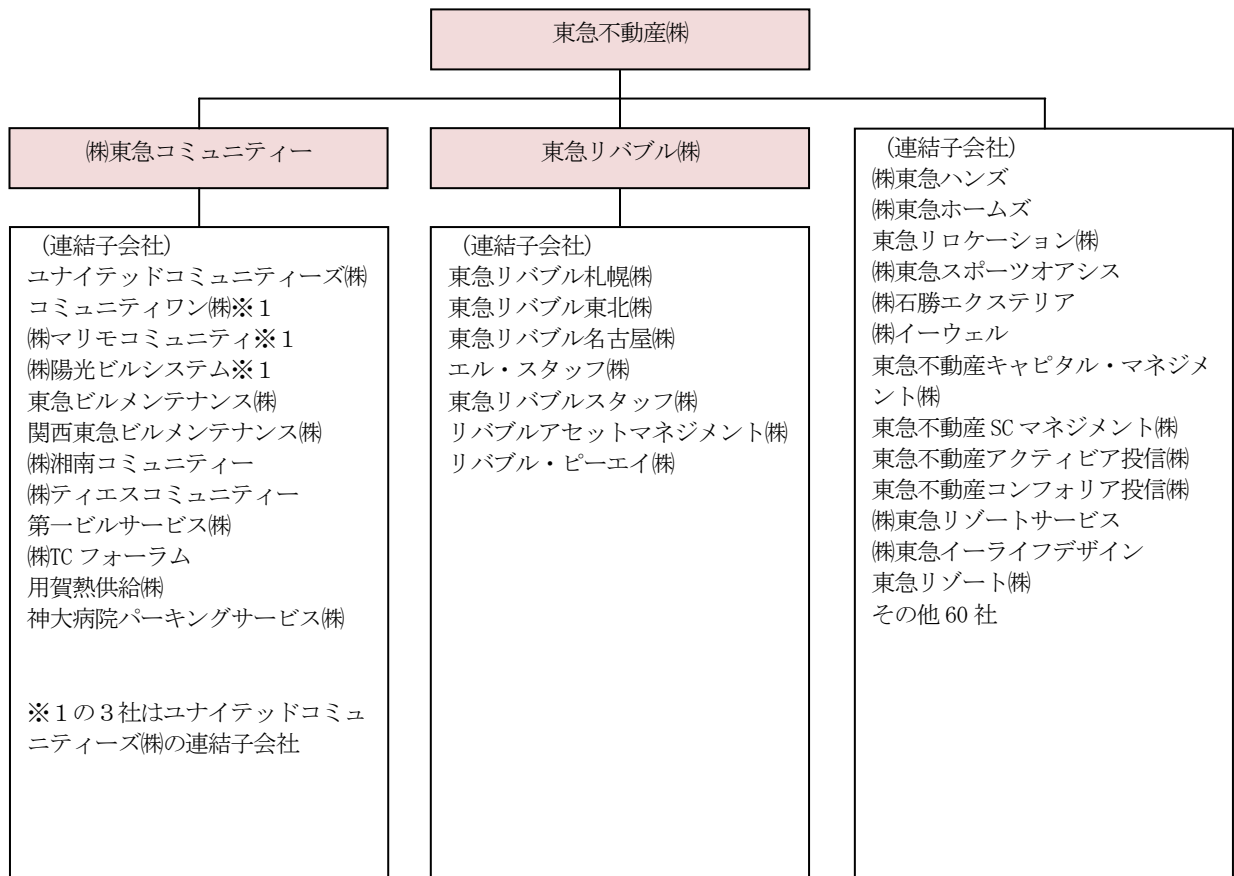 東急不動産㈱
㈱東急コミュニティー
（連結子会社）
ユナイテッドコミュニティーズ㈱
コミュニティワン㈱※１
㈱マリモコミュニティ※１
㈱陽光ビルシステム※１
東急ビルメンテナンス㈱
関西東急ビルメンテナンス㈱
㈱湘南コミュニティー
㈱ティエスコミュニティー
第一ビルサービス㈱
㈱TC フォーラム
用賀熱供給㈱
神大病院パーキングサービス㈱
※１の３社はユナイテッドコミュ
ニティーズ㈱の連結子会社
東急リバブル㈱
（連結子会社）
東急リバブル札幌㈱
東急リバブル東北㈱
東急リバブル名古屋㈱
エル・スタッフ㈱
東急リバブルスタッフ㈱
リバブルアセットマネジメント㈱
リバブル・ピーエイ㈱
（連結子会社）
㈱東急ハンズ
㈱東急ホームズ
東急リロケーション㈱
㈱東急スポーツオアシス
㈱石勝エクステリア
㈱イーウェル
東急不動産キャピタル・マネジメ
ント㈱
東急不動産 SC マネジメント㈱
東急不動産アクティビア投信㈱
東急不動産コンフォリア投信㈱
㈱東急リゾートサービス
㈱東急イーライフデザイン
東急リゾート㈱
その他 60 社